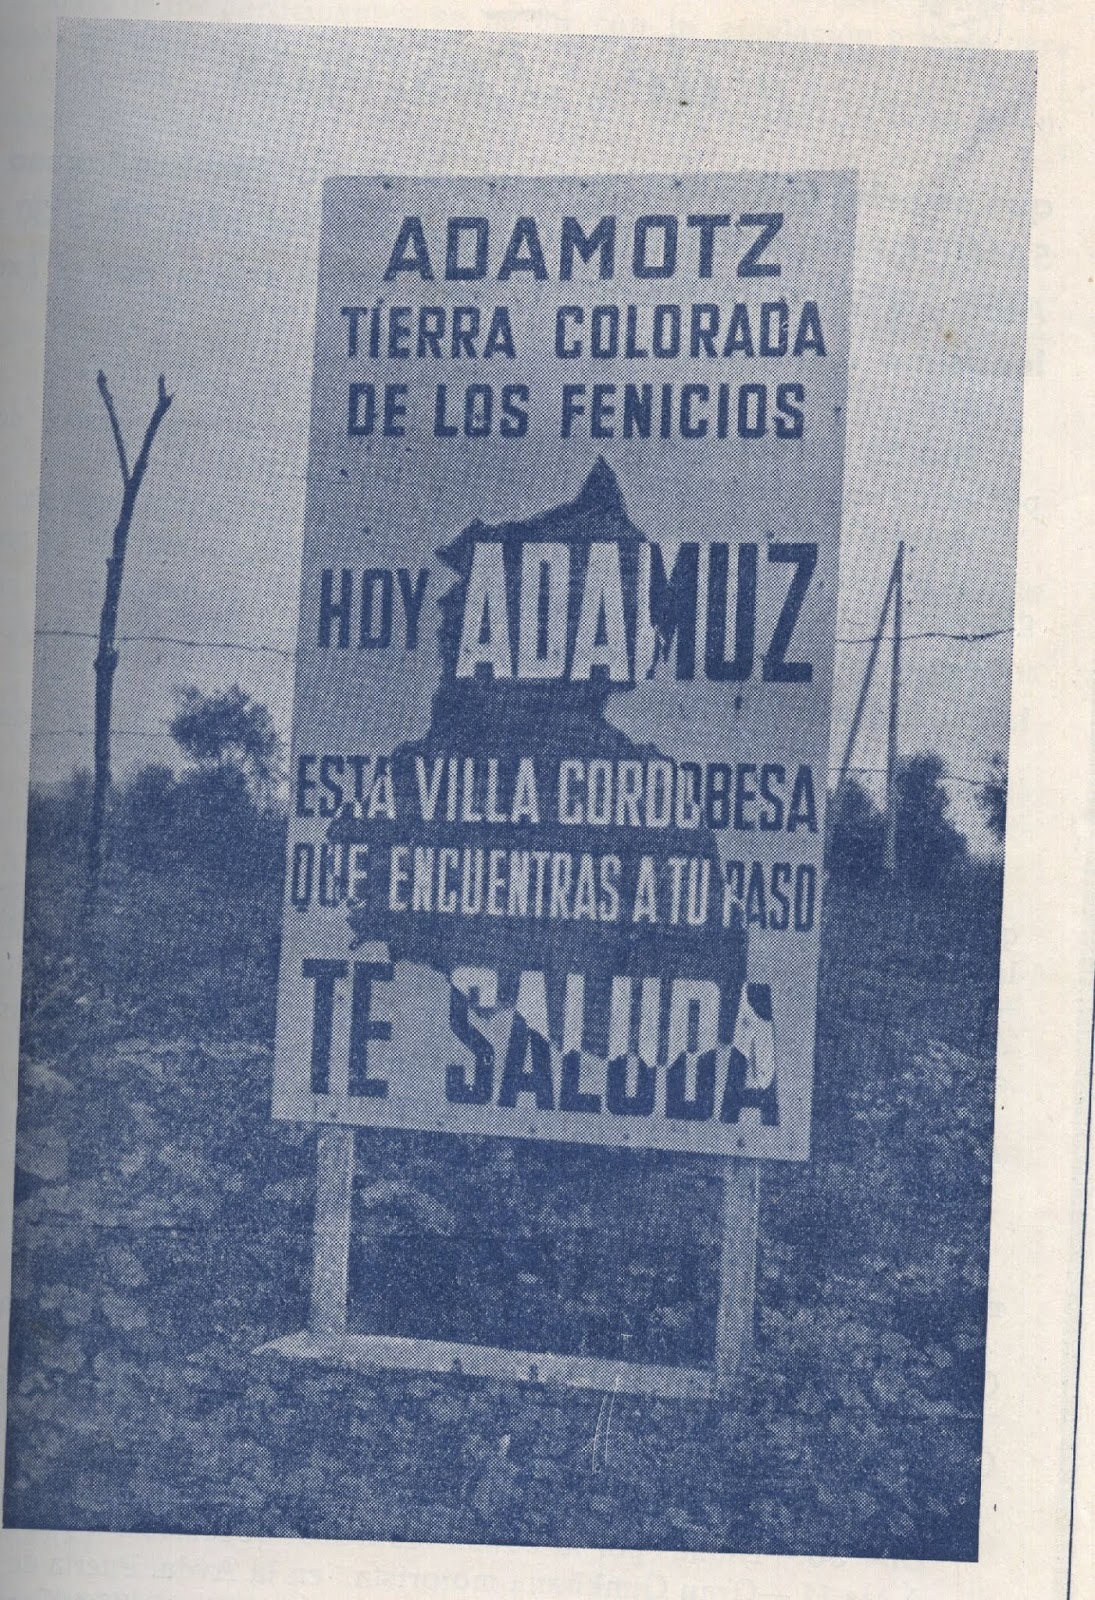 ADAMOTZ
TIERRA COLORADA
DE LOS FENICIOS
HOY ADAMUZ
ESTA VILLA CORDOBESA
QUE ENCUENTRAS A TU PASO
TE SALUDA